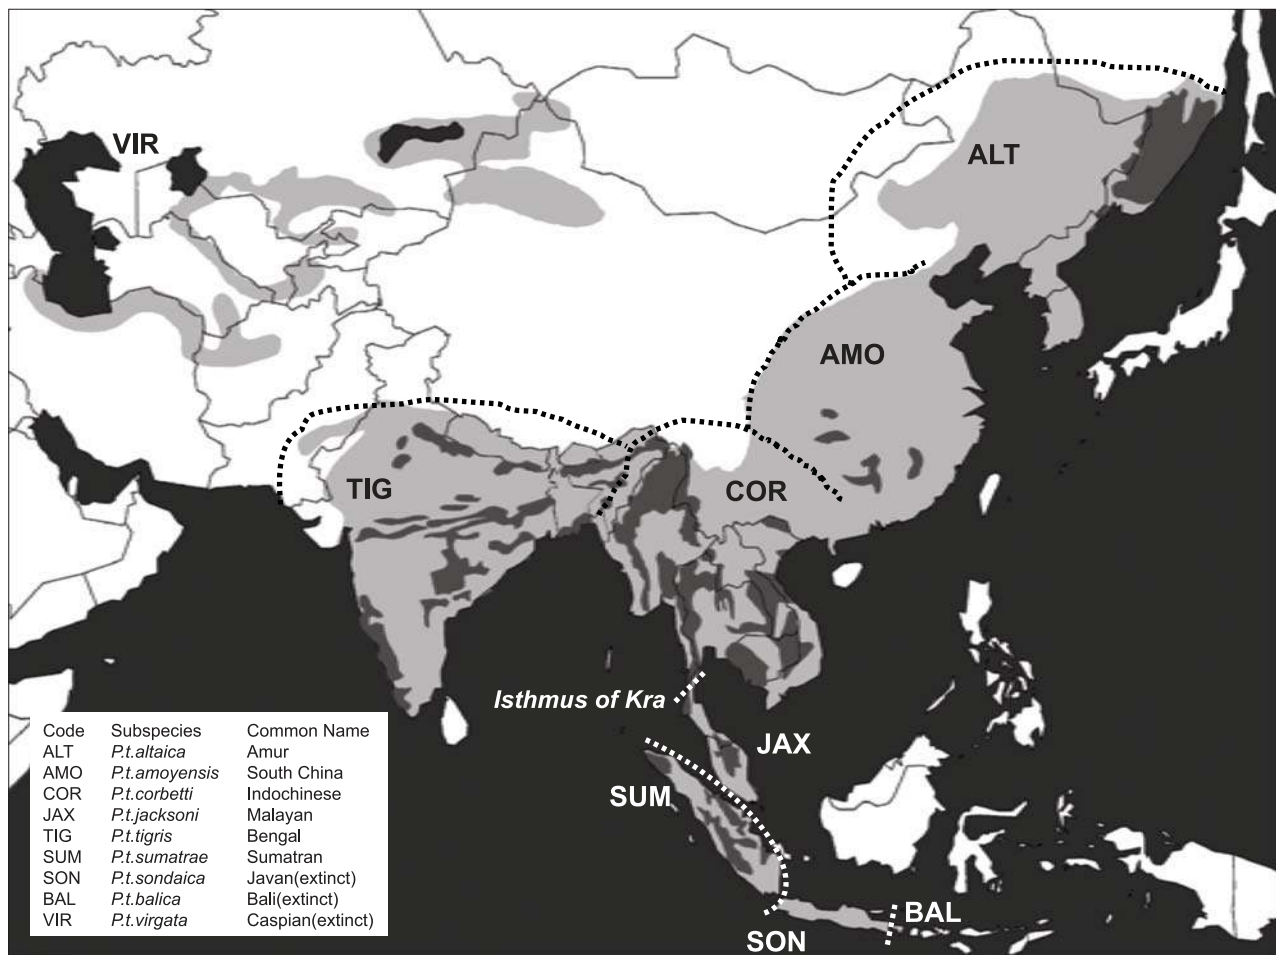 VIR
ALT
AMO
TIG
COR
Isthmus of Kra
JAX
SUM
BAL
SON
Code Subspecies Common Name
ALT P.t.altaica Amur
AMO P.t.amoyensis South China
COR P.t.corbetti Indochinese
JAX P.t.jacksoni Malayan
TIG P.t.tigris Bengal
SUM P.t.sumatrae Sumatran
SON P.t.sondaica Javan(extinct)
BAL P.t.balica Bali(extinct)
VIR P.t.virgata Caspian(extinct)